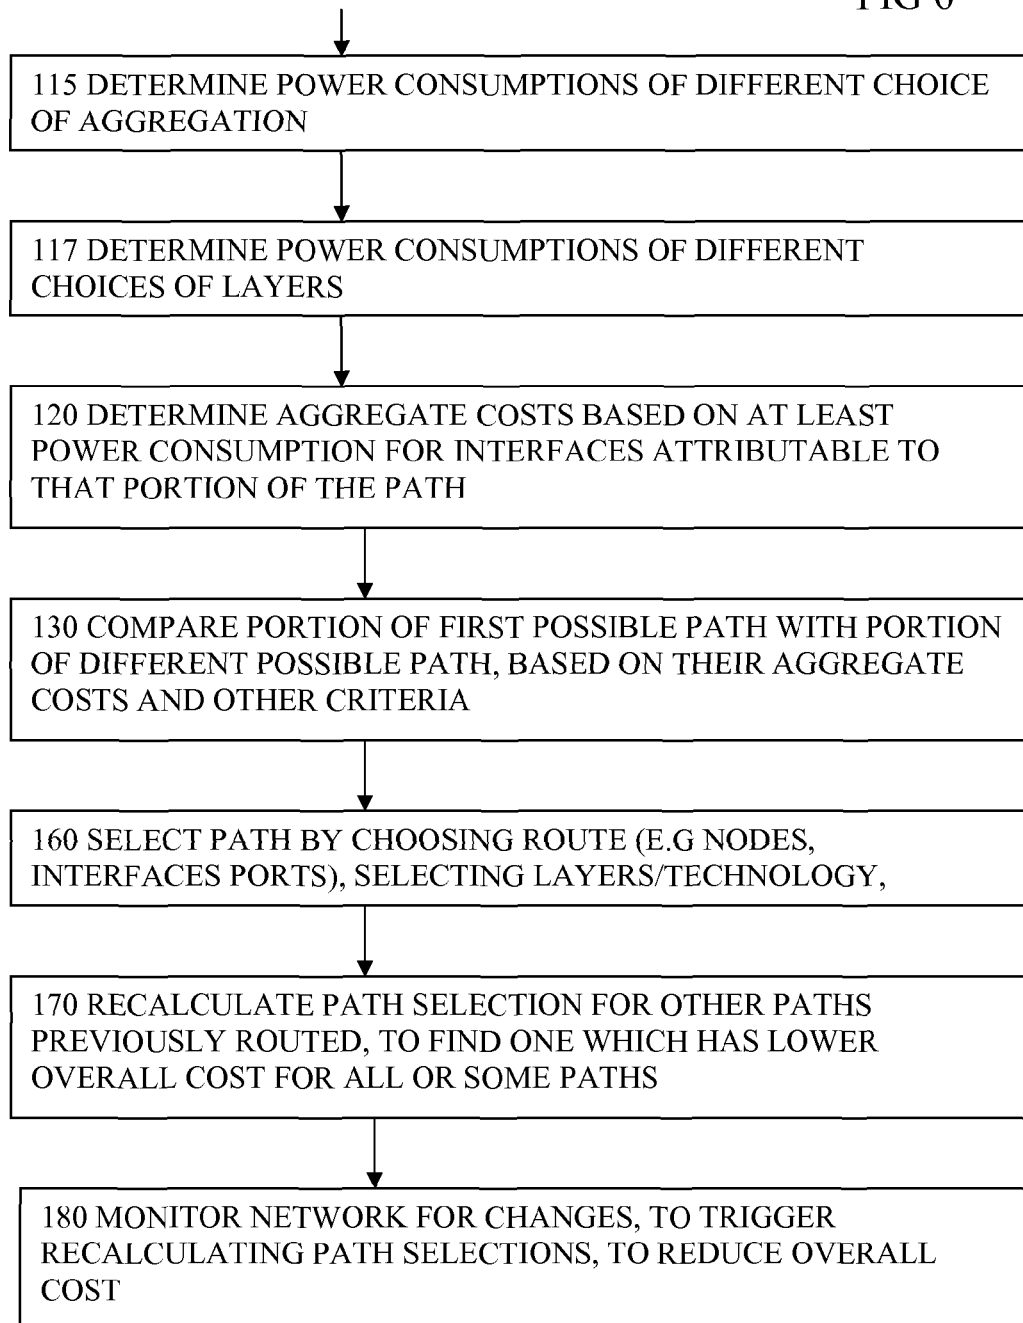 FIG 6
115 DETERMINE POWER CONSUMPTIONS OF DIFFERENT CHOICE
OF AGGREGATION
117 DETERMINE POWER CONSUMPTIONS OF DIFFERENT
CHOICES OF LAYERS
120 DETERMINE AGGREGATE COSTS BASED ON AT LEAST
POWER CONSUMPTION FOR INTERFACES ATTRIBUTABLE TO
THAT PORTION OF THE PATH
130 COMPARE PORTION OF FIRST POSSIBLE PATH WITH PORTION
OF DIFFERENT POSSIBLE PATH, BASED ON THEIR AGGREGATE
COSTS AND OTHER CRITERIA
160 SELECT PATH BY CHOOSING ROUTE (E.G NODES,
INTERFACES PORTS), SELECTING LAYERS/TECHNOLOGY,
170 RECALCULATE PATH SELECTION FOR OTHER PATHS
PREVIOUSLY ROUTED, TO FIND ONE WHICH HAS LOWER
OVERALL COST FOR ALL OR SOME PATHS
180 MONITOR NETWORK FOR CHANGES, TO TRIGGER
RECALCULATING PATH SELECTIONS, TO REDUCE OVERALL
COST